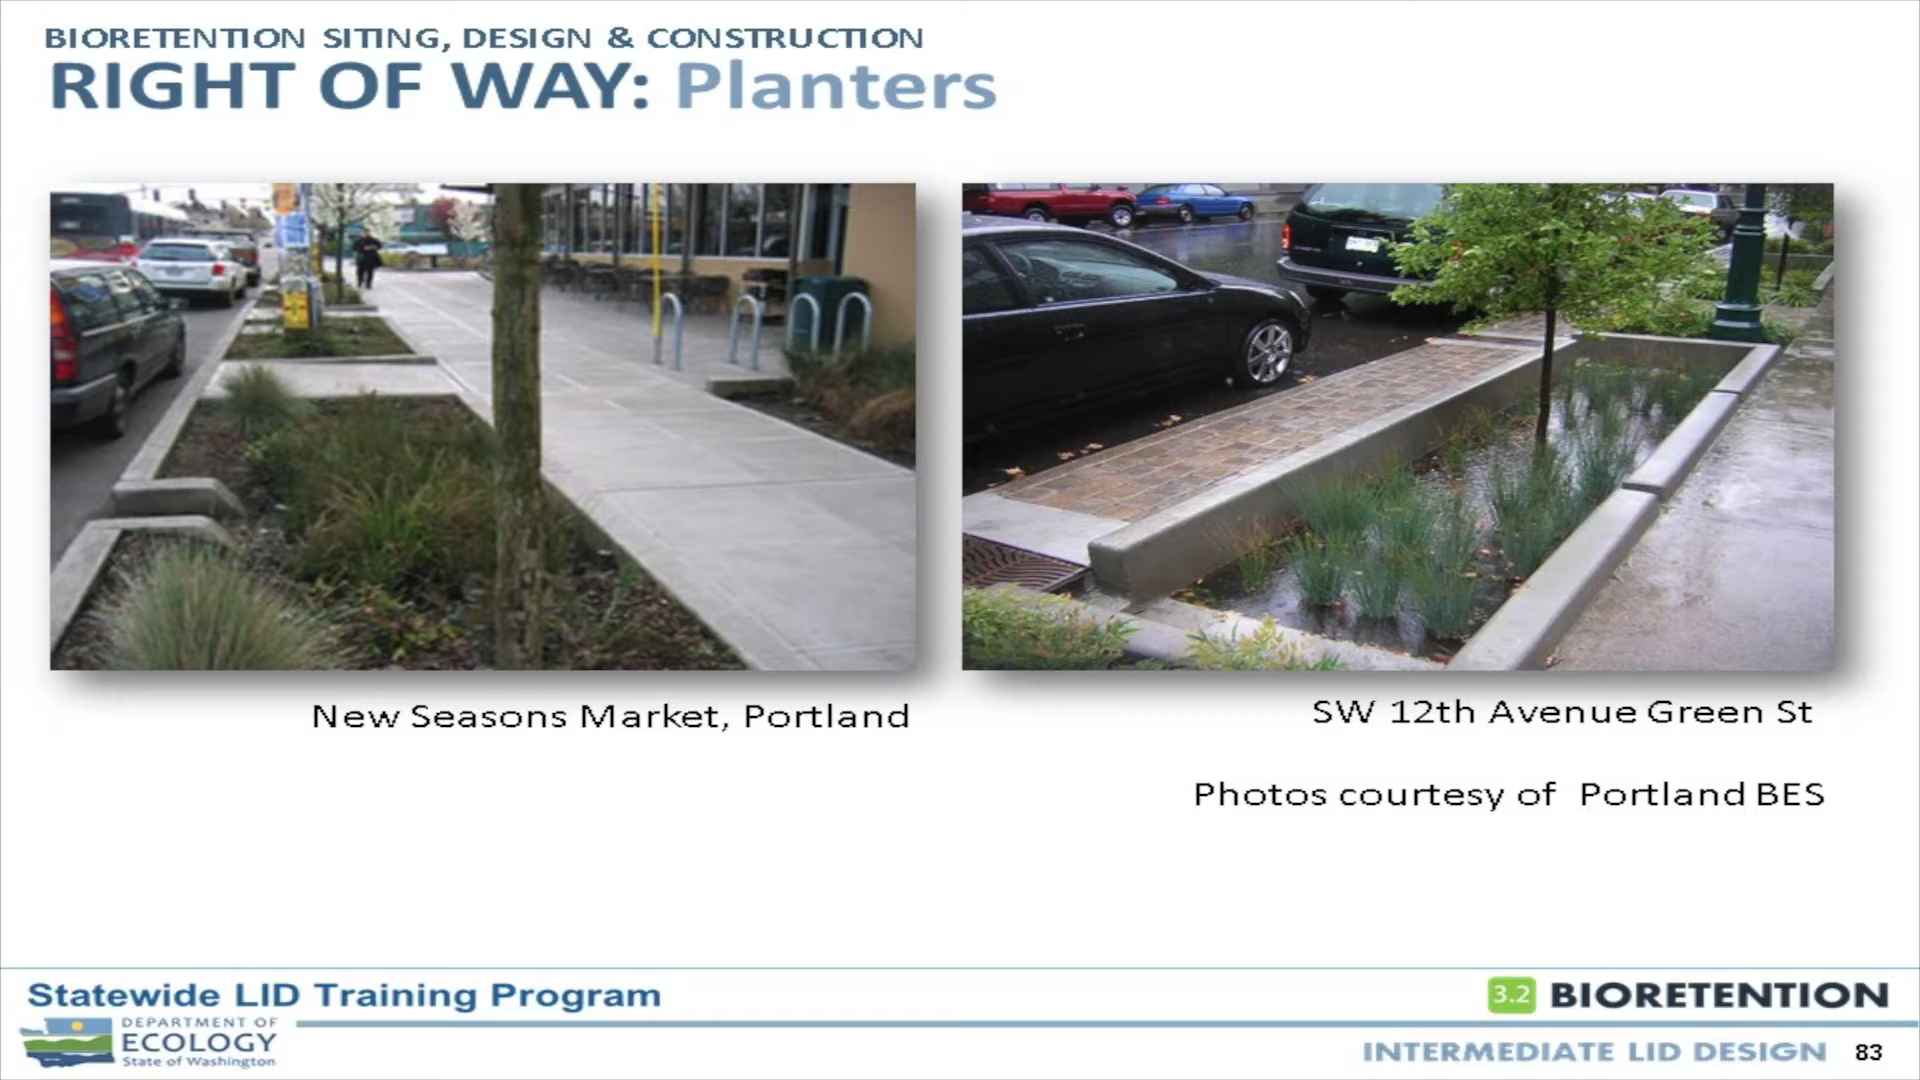 BIORETENTION SITING, DESIGN & CONSTRUCTION
RIGHT OF WAY: Planters
New Seasons Market, Portland
SW 12th Avenue Green St
Photos courtesy of Portland BES
Statewide LID Training Program
DEPARTMENT OF
ECOLOGY
State of Washington
3.2 BIORETENTION
INTERMEDIATE LID DESIGN 83